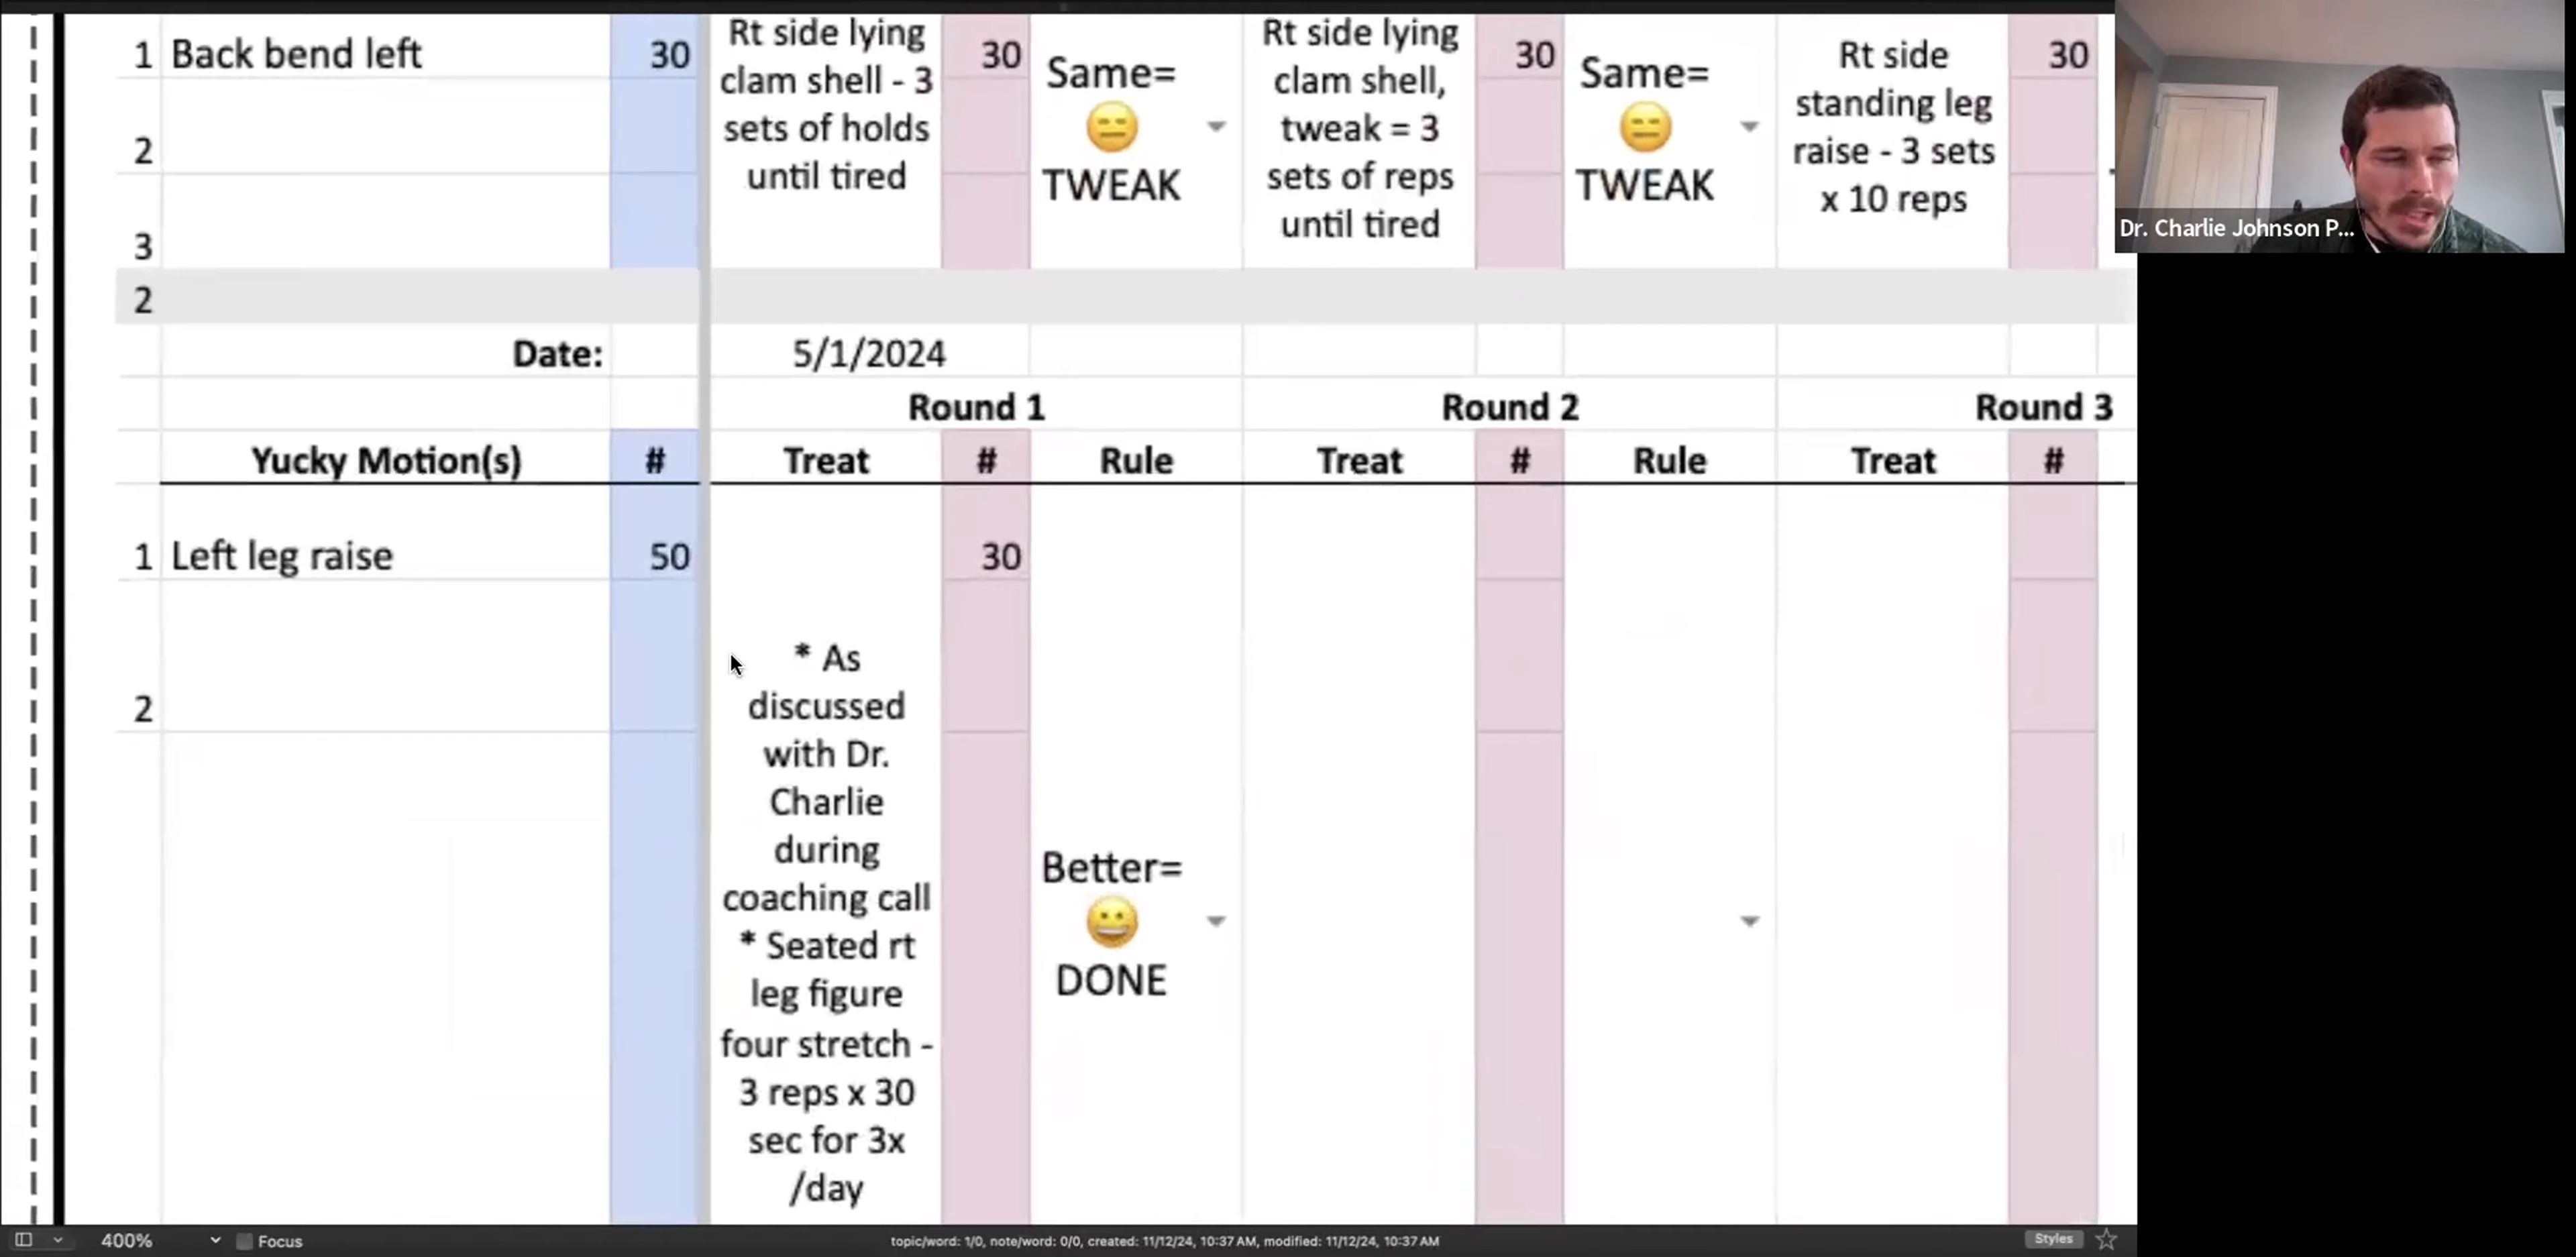 1 Back bend left 30 Rt side lying clam shell - 3 sets of holds until tired 30 Same= 😑 TWEAK Rt side lying clam shell, tweak = 3 sets of reps until tired 30 Same= 😑 TWEAK Rt side standing leg raise - 3 sets x 10 reps 30
2
3
Dr. Charlie Johnson P...
2
Date: 5/1/2024
Round 1 Round 2 Round 3
Yucky Motion(s) # Treat # Rule Treat # Rule Treat #
1 Left leg raise 50 30
2
* As
discussed
with Dr.
Charlie
during
coaching call
* Seated rt
leg figure
four stretch -
3 reps x 30
sec for 3x
/day
Better=
😀
DONE
400% Focus topic/word: 1/0, note/word: 0/0, created: 11/12/24, 10:37 AM, modified: 11/12/24, 10:37 AM Styles